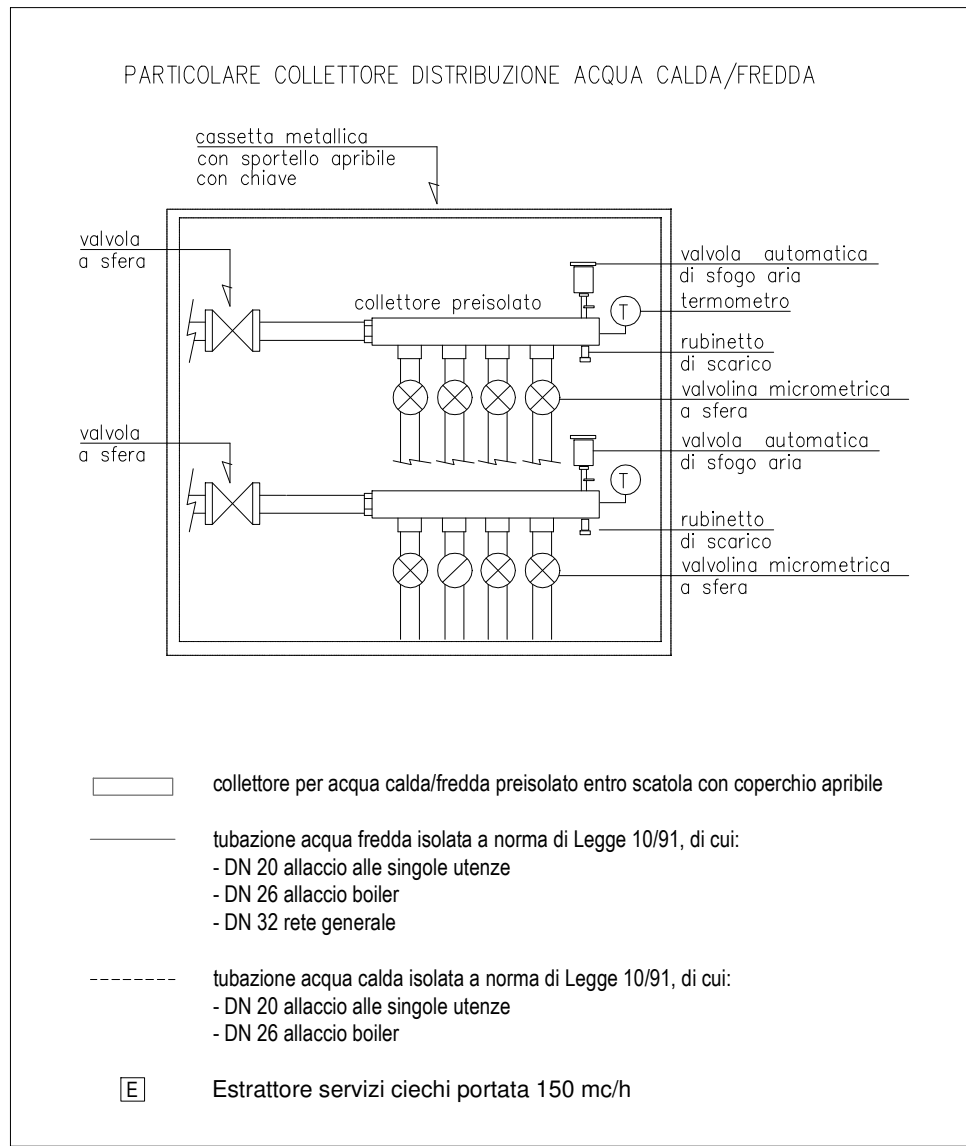 PARTICOLARE COLLETTORE DISTRIBUZIONE ACQUA CALDA/FREDDA
cassetta metallica
con sportello apribile
con chiave
valvola
a sfera
collettore preisolato
valvola automatica
di sfogo aria
T
termometro
rubinetto
di scarico
valvolina micrometrica
a sfera
valvola
a sfera
valvola automatica
di sfogo aria
T
rubinetto
di scarico
valvolina micrometrica
a sfera
collettore per acqua calda/fredda preisolato entro scatola con coperchio apribile
tubazione acqua fredda isolata a norma di Legge 10/91, di cui:
- DN 20 allaccio alle singole utenze
- DN 26 allaccio boiler
- DN 32 rete generale
tubazione acqua calda isolata a norma di Legge 10/91, di cui:
- DN 20 allaccio alle singole utenze
- DN 26 allaccio boiler
E Estrattore servizi ciechi portata 150 mc/h